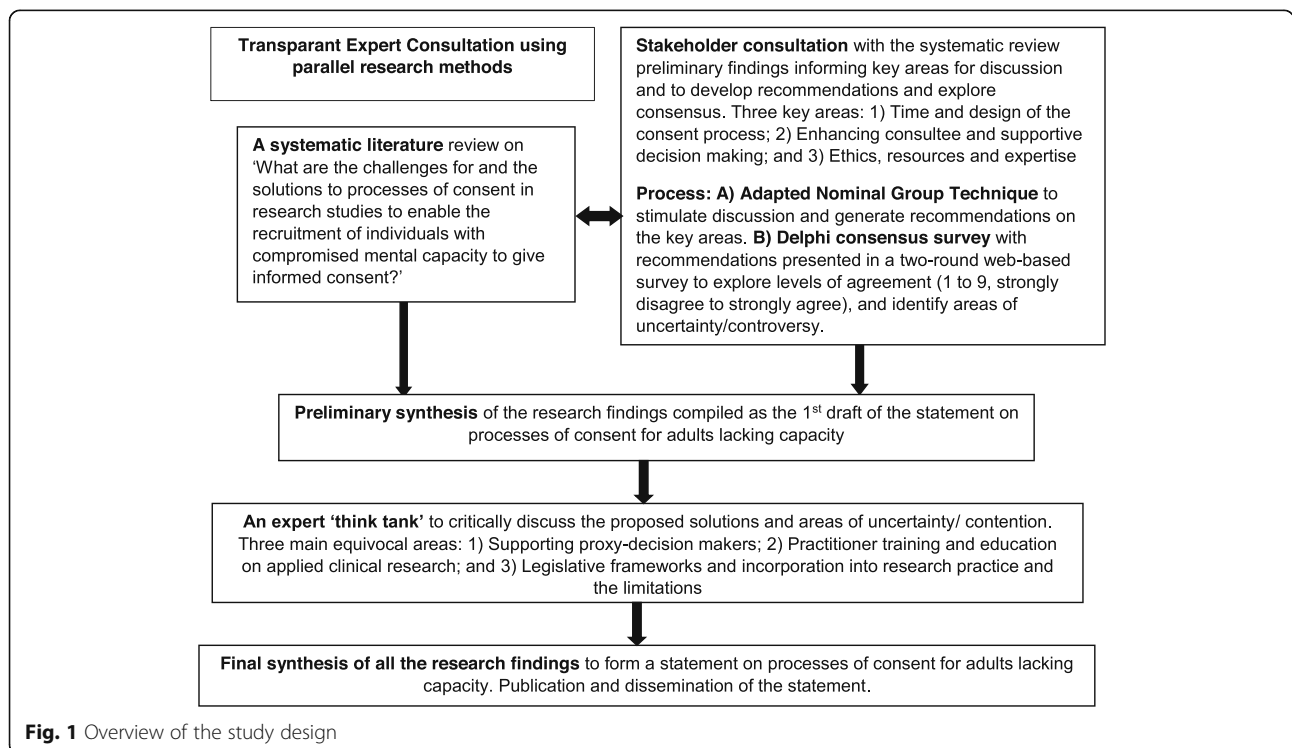 Transparant Expert Consultation using
parallel research methods
Stakeholder consultation with the systematic review
preliminary findings informing key areas for discussion
and to develop recommendations and explore
consensus. Three key areas: 1) Time and design of the
consent process; 2) Enhancing consultee and supportive
decision making; and 3) Ethics, resources and expertise
Process: A) Adapted Nominal Group Technique to
stimulate discussion and generate recommendations on
the key areas. B) Delphi consensus survey with
recommendations presented in a two-round web-based
survey to explore levels of agreement (1 to 9, strongly
disagree to strongly agree), and identify areas of
uncertainty/controversy.
A systematic literature review on
‘What are the challenges for and the
solutions to processes of consent in
research studies to enable the
recruitment of individuals with
compromised mental capacity to give
informed consent?’
Preliminary synthesis of the research findings compiled as the 1st draft of the statement on
processes of consent for adults lacking capacity
An expert ‘think tank’ to critically discuss the proposed solutions and areas of uncertainty/ contention.
Three main equivocal areas: 1) Supporting proxy-decision makers; 2) Practitioner training and education
on applied clinical research; and 3) Legislative frameworks and incorporation into research practice and
the limitations
Final synthesis of all the research findings to form a statement on processes of consent for adults lacking
capacity. Publication and dissemination of the statement.
Fig. 1 Overview of the study design